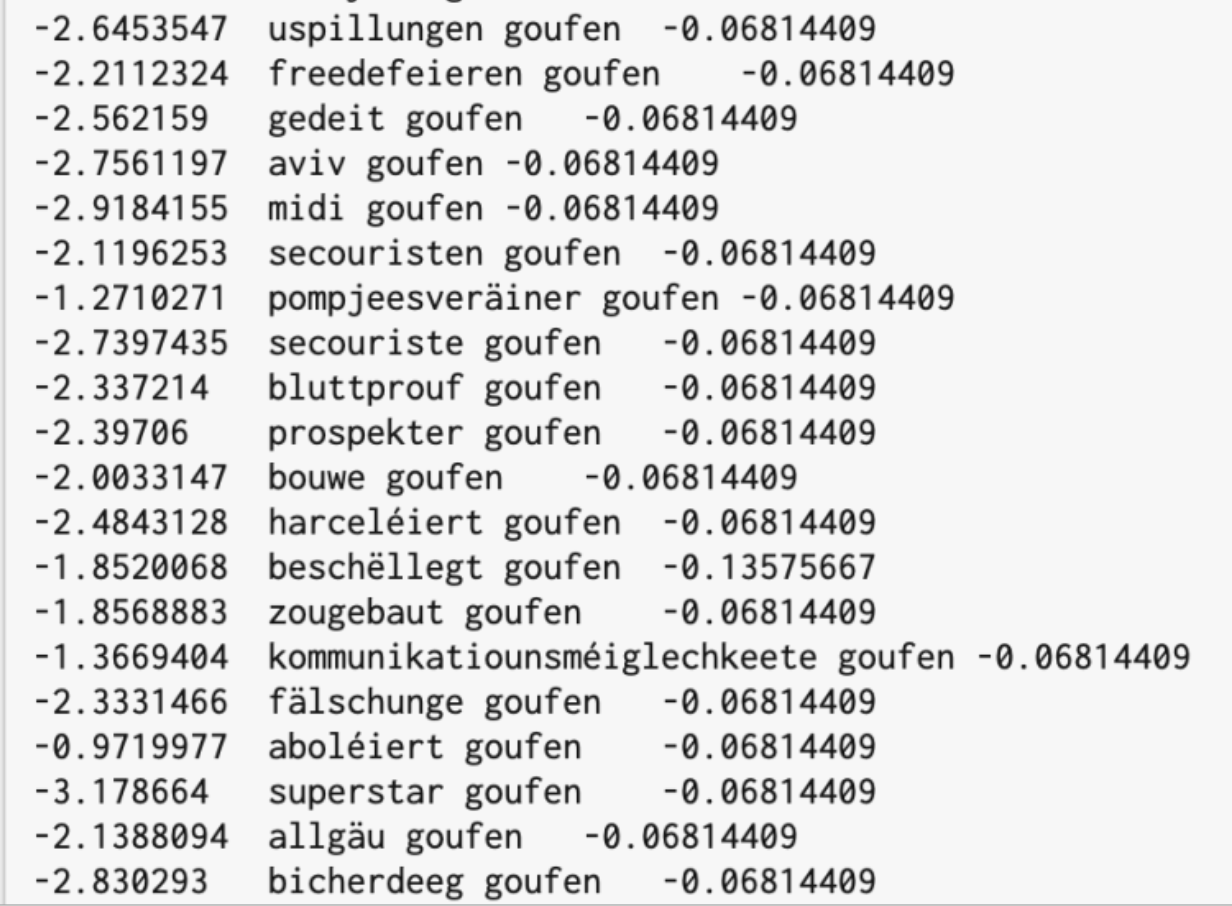 -2.6453547 uspillungen goufen -0.06814409
-2.2112324 freedefeieren goufen -0.06814409
-2.562159 gedeit goufen -0.06814409
-2.7561197 aviv goufen -0.06814409
-2.9184155 midi goufen -0.06814409
-2.1196253 secouristen goufen -0.06814409
-1.2710271 pompjeesveräiner goufen -0.06814409
-2.7397435 secouriste goufen -0.06814409
-2.337214 bluttprouf goufen -0.06814409
-2.39706 prospekter goufen -0.06814409
-2.0033147 bouwe goufen -0.06814409
-2.4843128 harceléiert goufen -0.06814409
-1.8520068 beschëllegt goufen -0.13575667
-1.8568883 zougebaut goufen -0.06814409
-1.3669404 kommunikatiounsméiglechkeete goufen -0.06814409
-2.3331466 fälschunge goufen -0.06814409
-0.9719977 aboléiert goufen -0.06814409
-3.178664 superstar goufen -0.06814409
-2.1388094 allgäu goufen -0.06814409
-2.830293 bicherdeeg goufen -0.06814409